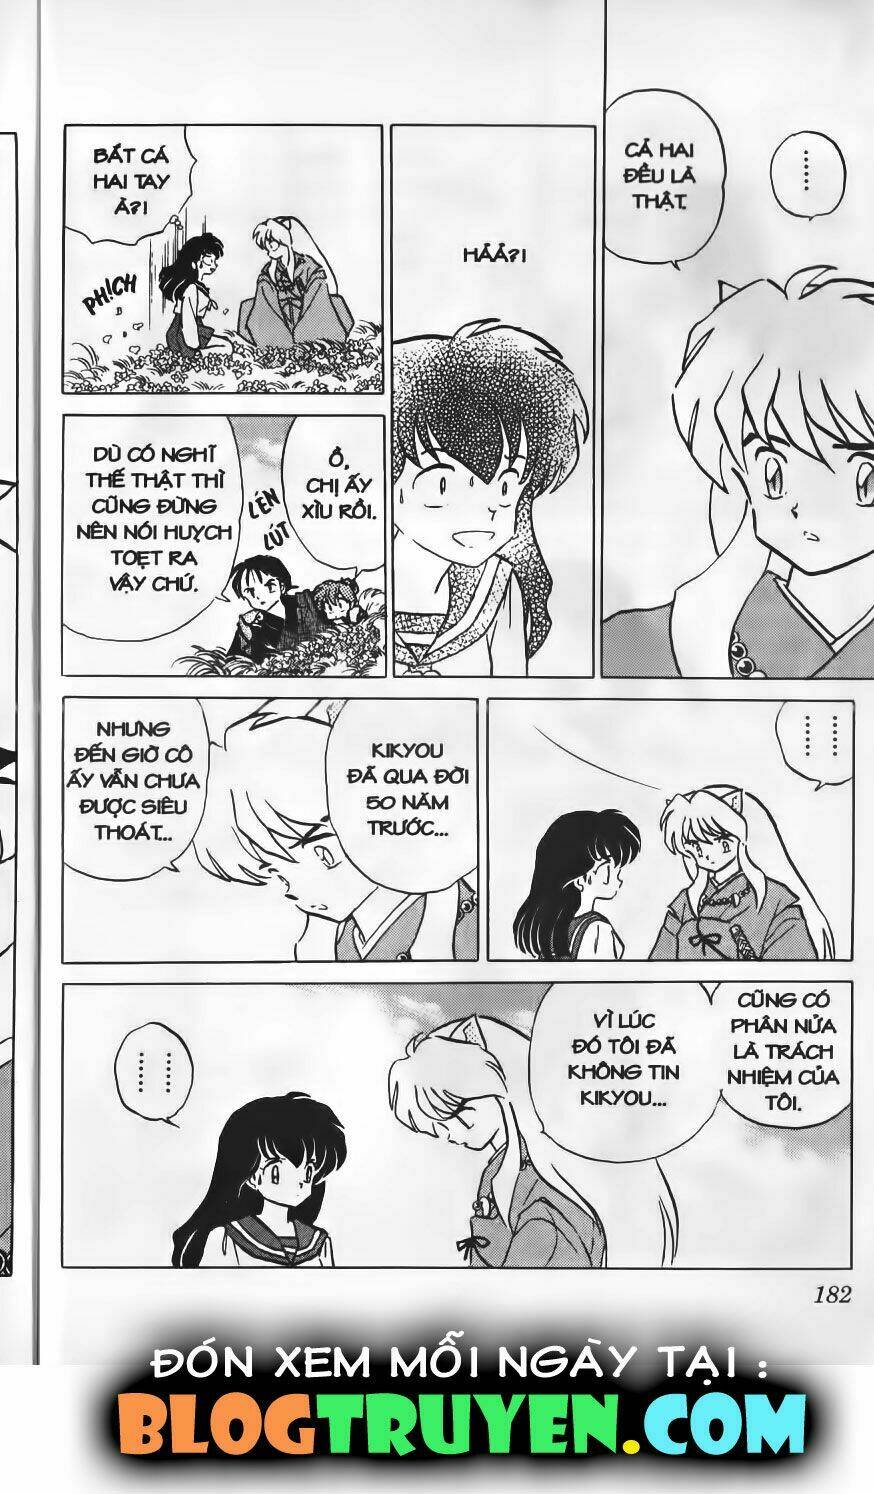 ......
CẢ HAI
ĐỀU LÀ
THẬT.
HẢẢ?!
BẮT CÁ
HAI TAY
À?!
PHỊCH
Ồ,
CHỊ ẤY
XÌU RỒI.
LÉN
LÚT
DÙ CÓ NGHĨ
THẾ THẬT THÌ
CŨNG ĐỪNG
NÊN NÓI HUỴCH
TOẸT RA
VẬY CHỨ.
......
......
KIKYOU
ĐÃ QUA ĐỜI
50 NĂM
TRƯỚC...
NHƯNG
ĐẾN GIỜ CÔ
ẤY VẪN CHƯA
ĐƯỢC SIÊU
THOÁT...
CŨNG CÓ
PHÂN NỬA
LÀ TRÁCH
NHIỆM CỦA
TÔI.
VÌ LÚC
ĐÓ TÔI ĐÃ
KHÔNG TIN
KIKYOU...
......
......
182
ĐÓN XEM MỖI NGÀY TẠI :
BLOGTRUYEN.COM